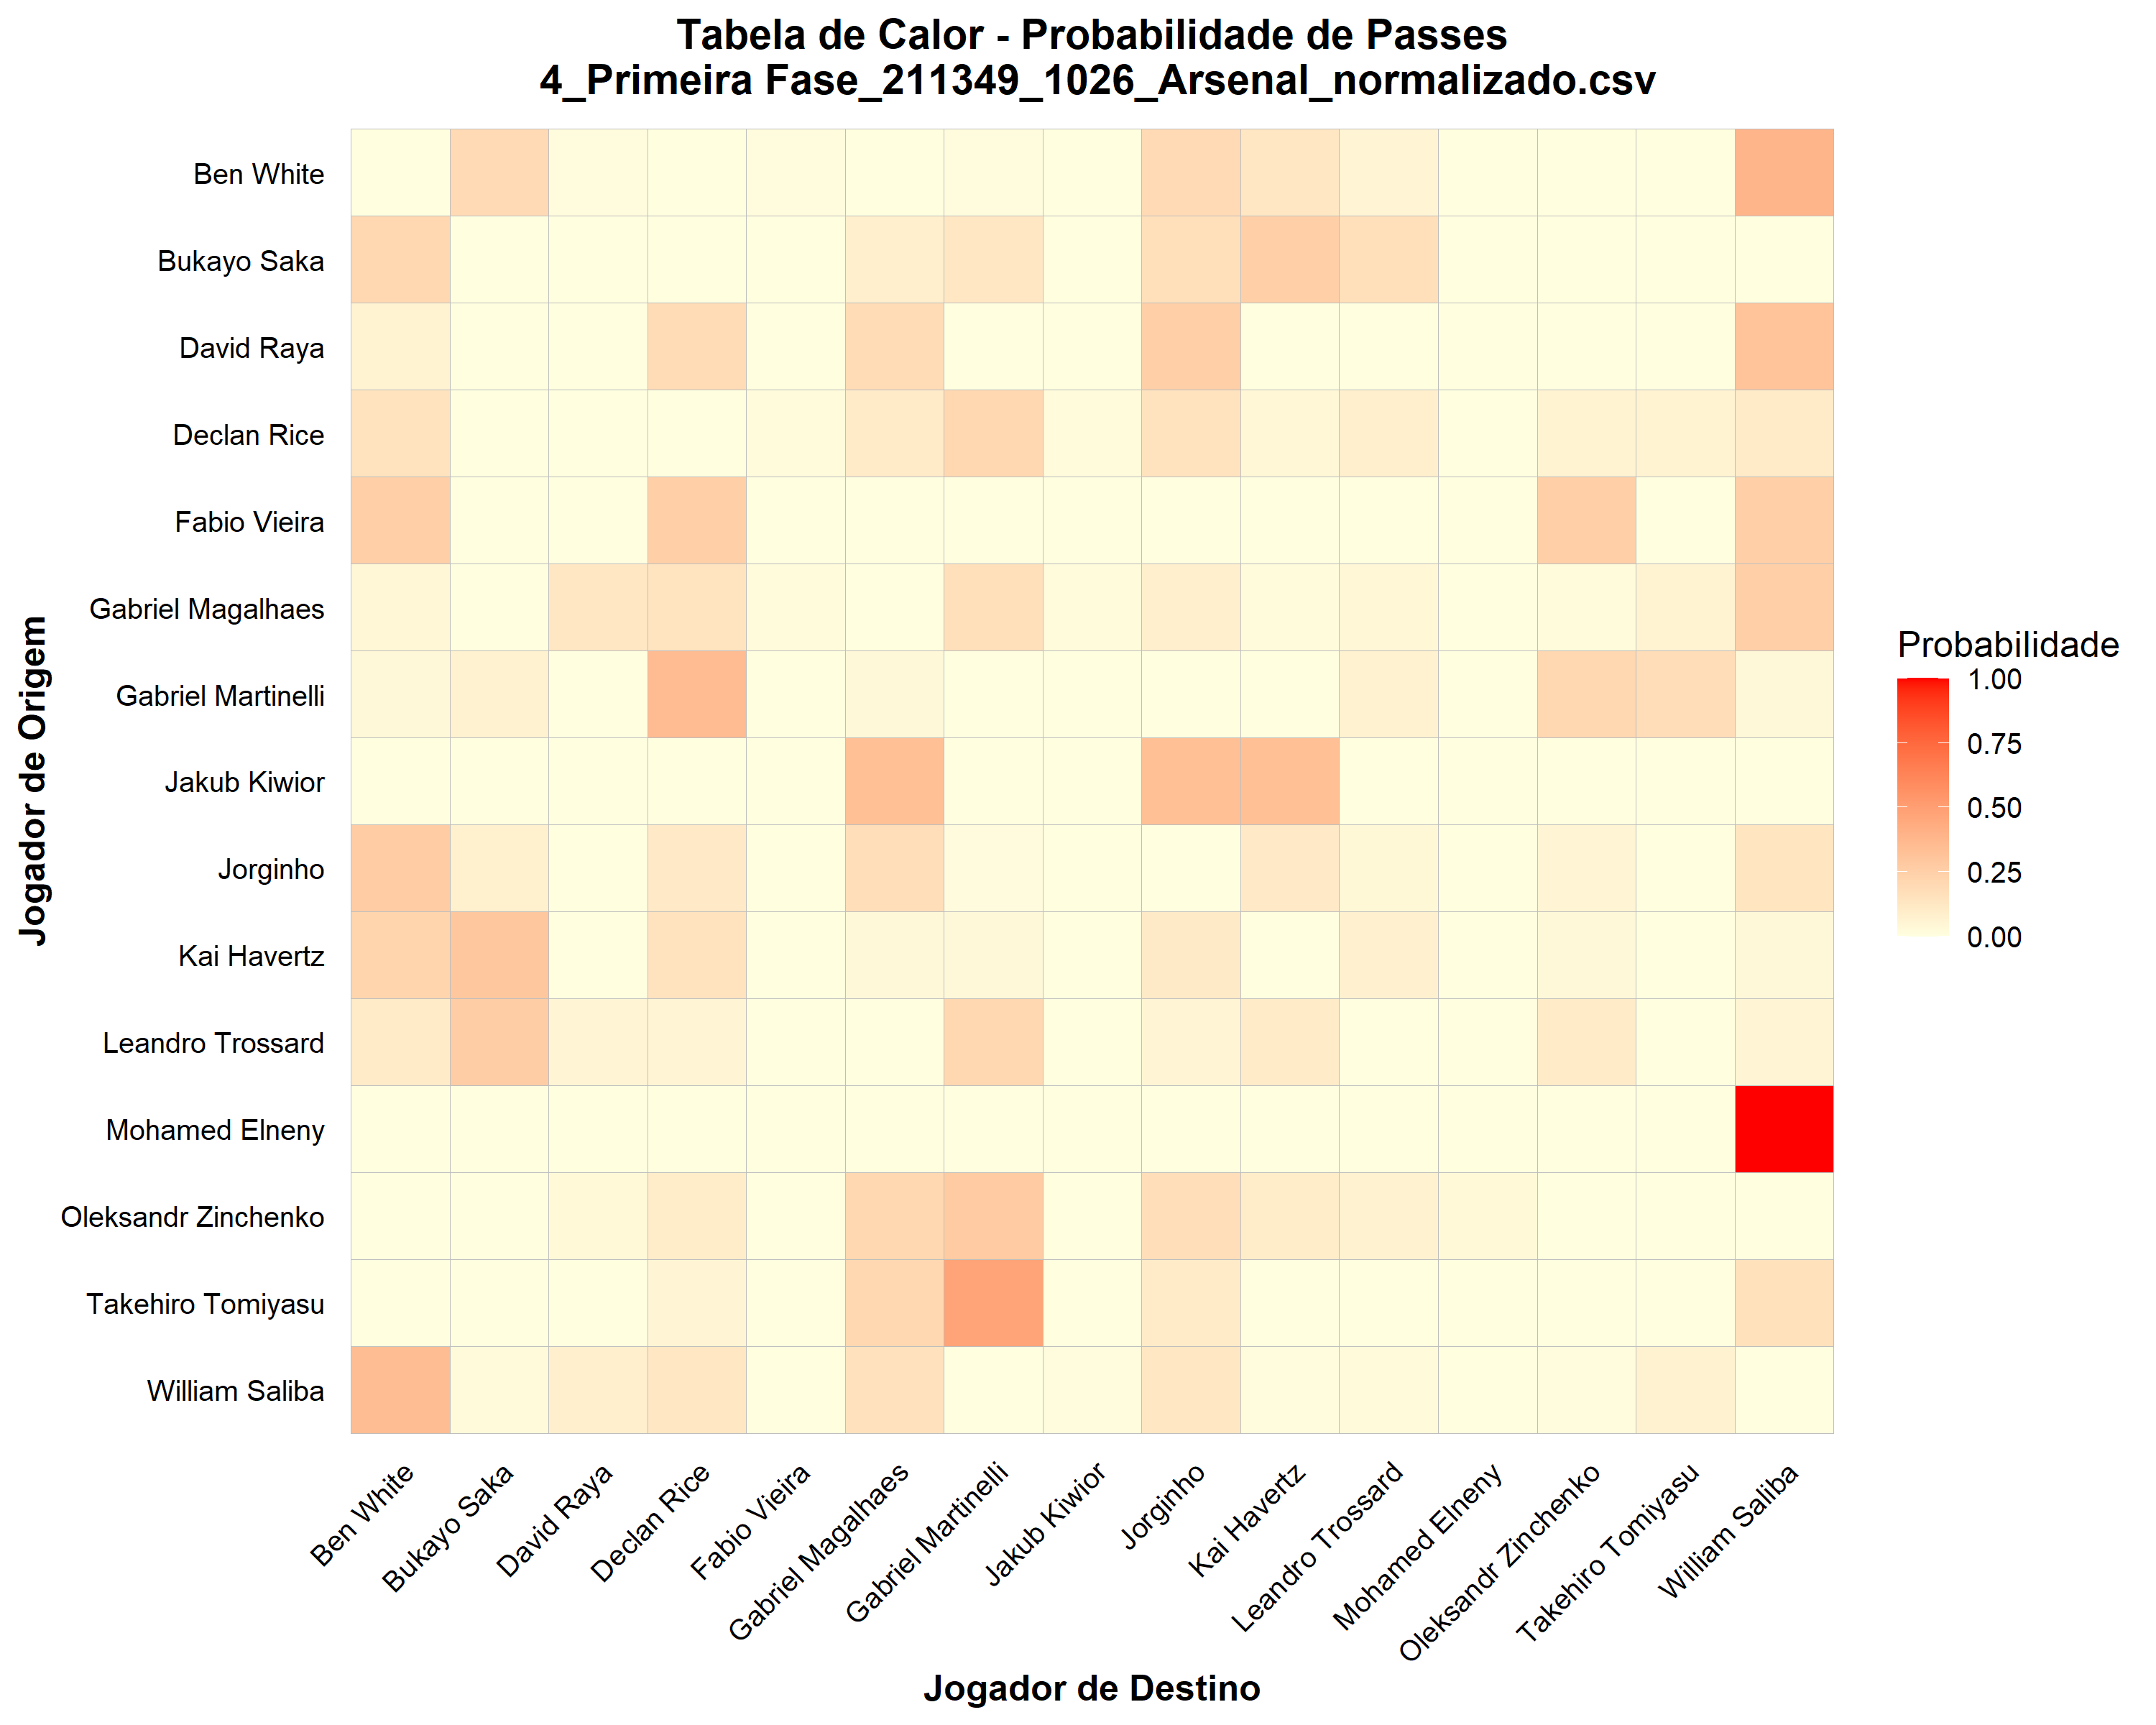 Tabela de Calor - Probabilidade de Passes
4_Primeira Fase_211349_1026_Arsenal_normalizado.csv
Jogador de Origem
Ben White
Bukayo Saka
David Raya
Declan Rice
Fabio Vieira
Gabriel Magalhaes
Gabriel Martinelli
Jakub Kiwior
Jorginho
Kai Havertz
Leandro Trossard
Mohamed Elneny
Oleksandr Zinchenko
Takehiro Tomiyasu
William Saliba
Ben White
Bukayo Saka
David Raya
Declan Rice
Fabio Vieira
Gabriel Magalhaes
Gabriel Martinelli
Jakub Kiwior
Jorginho
Kai Havertz
Leandro Trossard
Mohamed Elneny
Oleksandr Zinchenko
Takehiro Tomiyasu
William Saliba
Jogador de Destino
Probabilidade
1.00
0.75
0.50
0.25
0.00